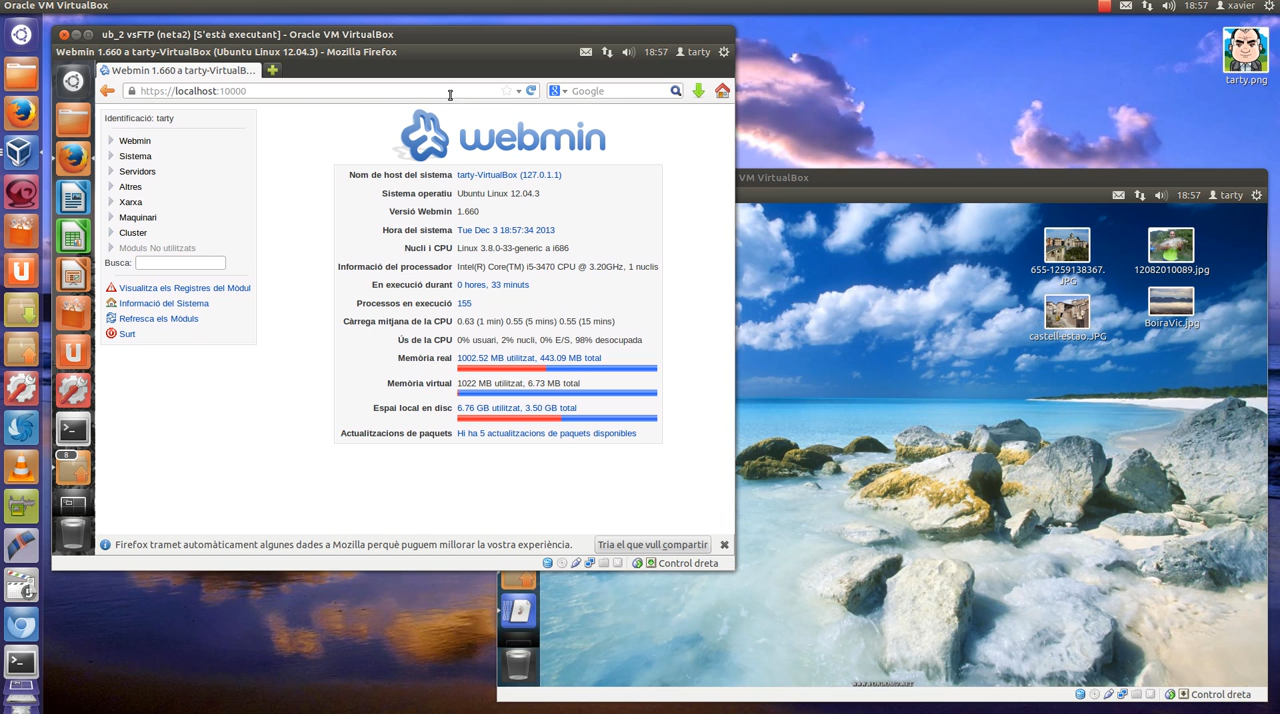 Oracle VM VirtualBox
18:57 xavier
ub_2 vsFTP (neta2) [S'està executant] - Oracle VM VirtualBox
Webmin 1.660 a tarty-VirtualBox (Ubuntu Linux 12.04.3) - Mozilla Firefox
18:57 tarty
Webmin 1.660 a tarty-VirtualB...
https://localhost:10000
Google
tarty.png
Identificació: tarty
Webmin
Sistema
Servidors
Altres
Xarxa
Maquinari
Cluster
Mòduls No utilitzats
Busca:
Visualitza els Registres del Mòdul
Informació del Sistema
Refresca els Mòduls
Surt
webmin
Nom de host del sistema tarty-VirtualBox (127.0.1.1)
Sistema operatiu Ubuntu Linux 12.04.3
Versió Webmin 1.660
Hora del sistema Tue Dec 3 18:57:34 2013
Nucli i CPU Linux 3.8.0-33-generic a i686
Informació del processador Intel(R) Core(TM) i5-3470 CPU @ 3.20GHz, 1 nuclis
En execució durant 0 hores, 33 minuts
Processos en execució 155
Càrrega mitjana de la CPU 0.63 (1 min) 0.55 (5 mins) 0.55 (15 mins)
Ús de la CPU 0% usuari, 2% nucli, 0% E/S, 98% desocupada
Memòria real 1002.52 MB utilitzat, 443.09 MB total
Memòria virtual 1022 MB utilitzat, 6.73 MB total
Espai local en disc 6.76 GB utilitzat, 3.50 GB total
Actualitzacions de paquets Hi ha 5 actualitzacions de paquets disponibles
8
Firefox tramet automàticament algunes dades a Mozilla perquè puguem millorar la vostra experiència. Tria el que vull compartir
Control dreta
VM VirtualBox
18:57 tarty
655-1259138367.
JPG
12082010089.jpg
castell-estao.JPG
BoiraVic.jpg
Control dreta